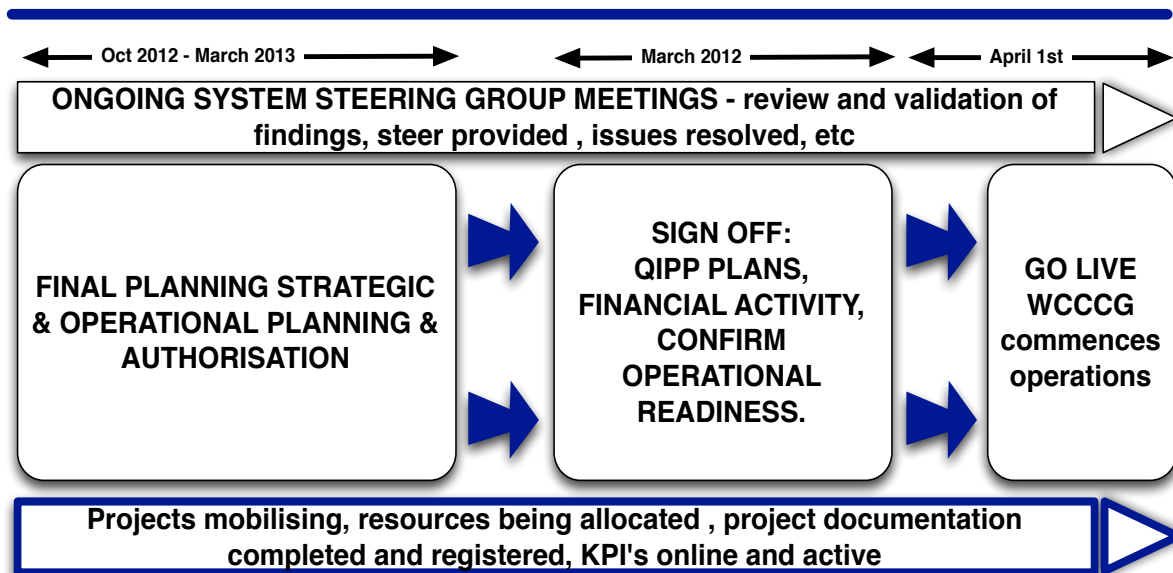 Oct 2012 - March 2013
March 2012
April 1st
ONGOING SYSTEM STEERING GROUP MEETINGS - review and validation of
findings, steer provided , issues resolved, etc
FINAL PLANNING STRATEGIC
& OPERATIONAL PLANNING &
AUTHORISATION
SIGN OFF:
QIPP PLANS,
FINANCIAL ACTIVITY,
CONFIRM
OPERATIONAL
READINESS.
GO LIVE
WCCCG
commences
operations
Projects mobilising, resources being allocated , project documentation
completed and registered, KPI's online and active